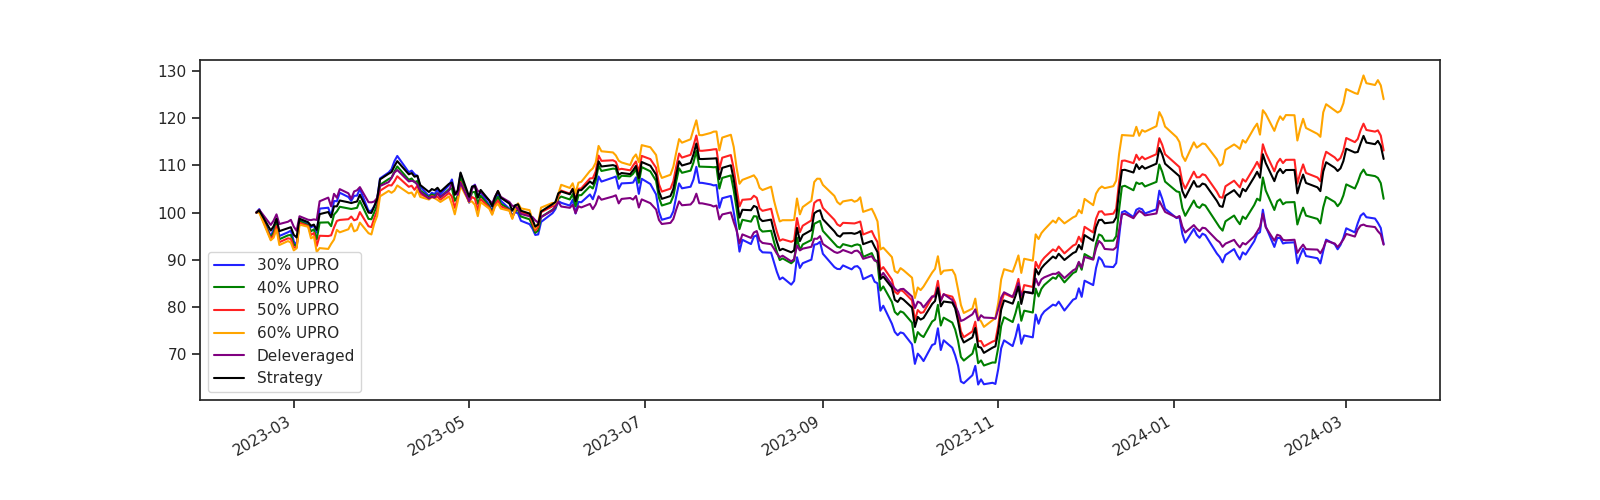 130
120
110
100
90
80
70
30% UPRO
40% UPRO
50% UPRO
60% UPRO
Deleveraged
Strategy
2023-03
2023-05
2023-07
2023-09
2023-11
2024-01
2024-03